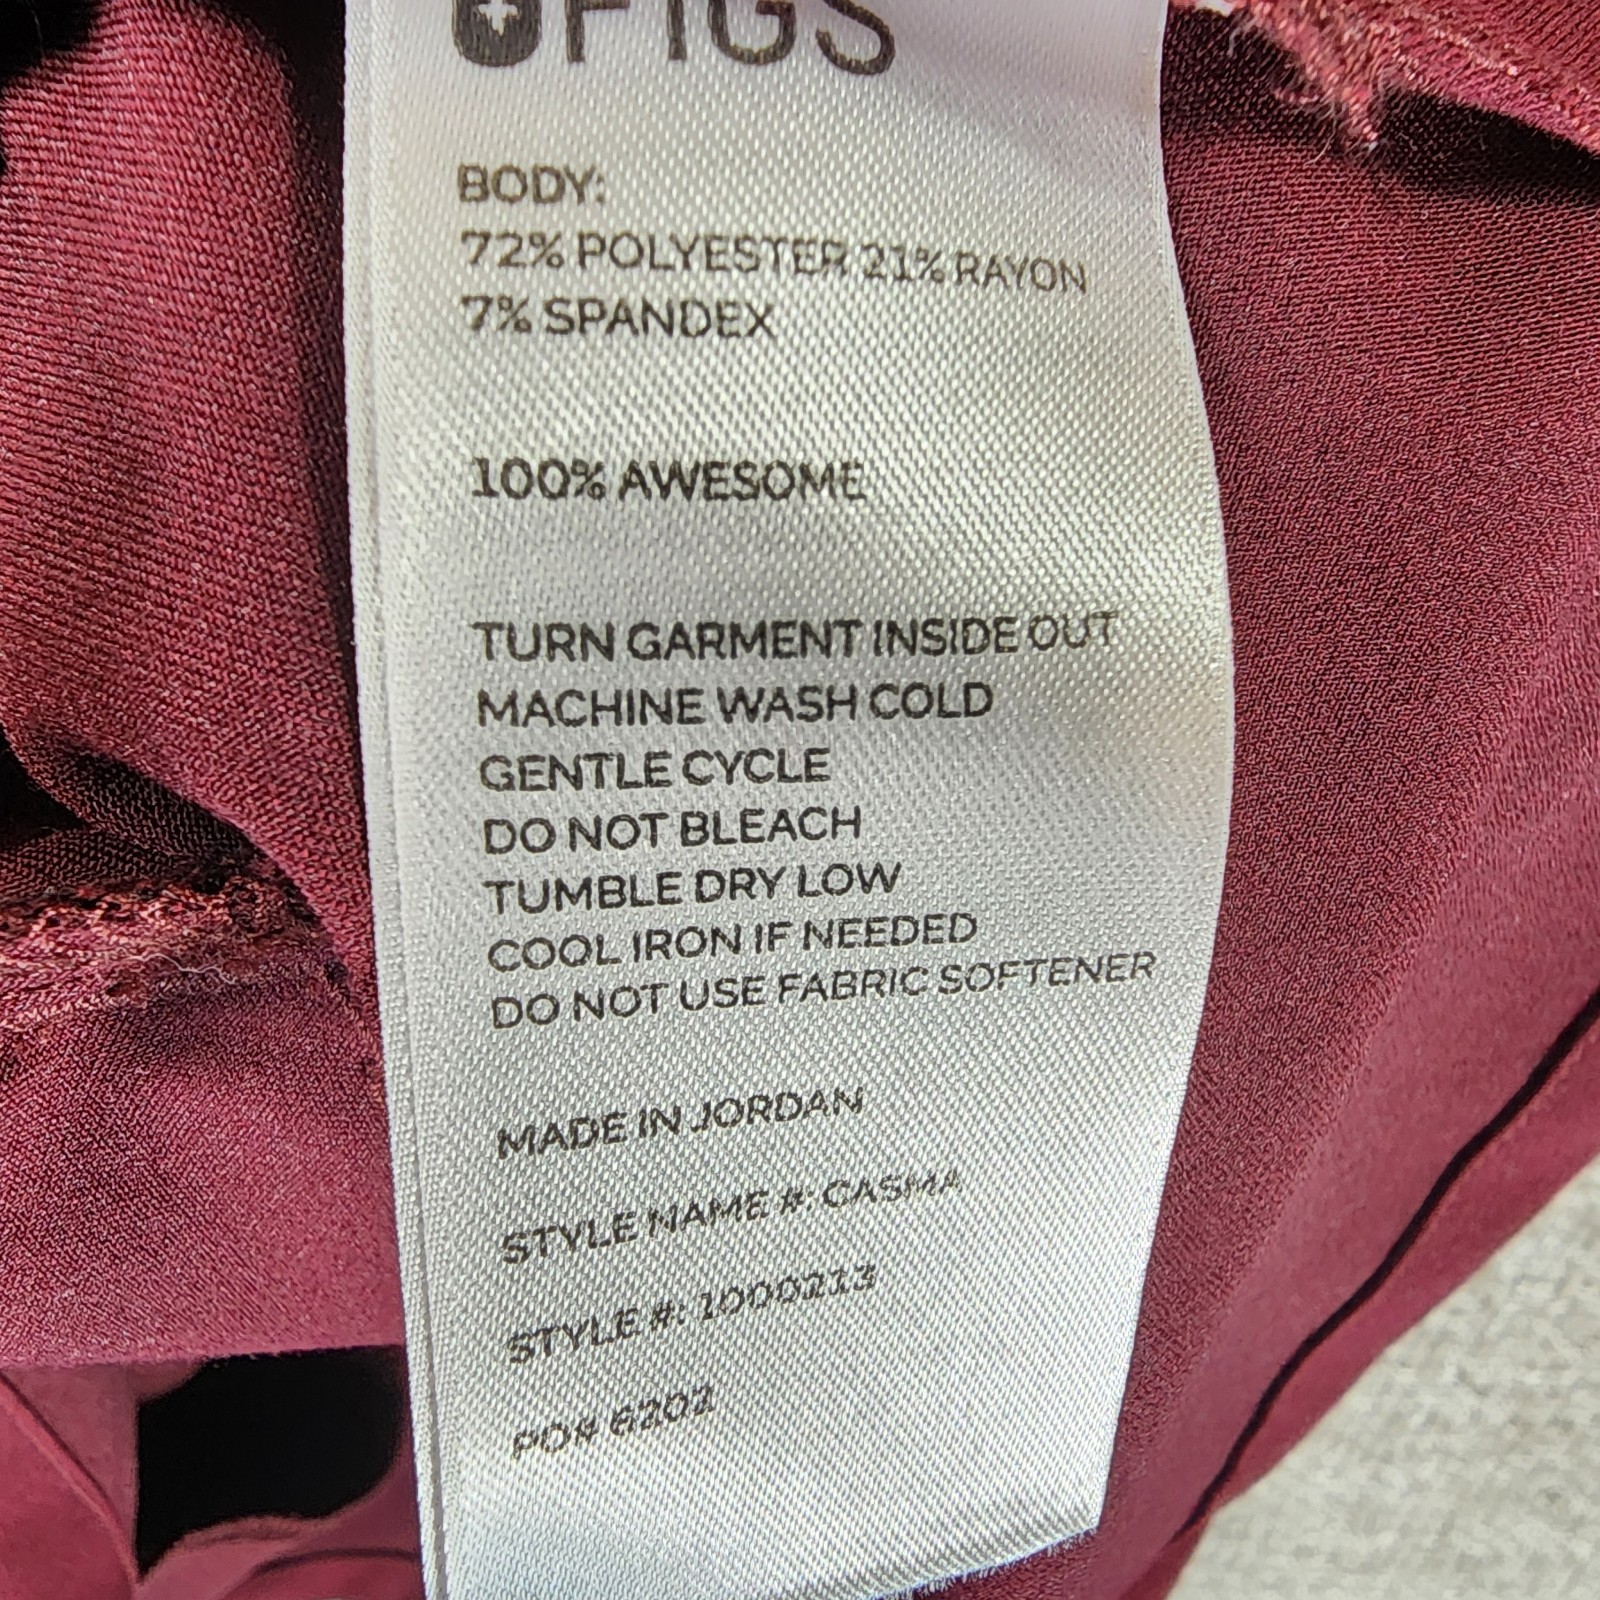 FIGS
BODY:
72% POLYESTER 21% RAYON
7% SPANDEX
100% AWESOME
TURN GARMENT INSIDE OUT
MACHINE WASH COLD
GENTLE CYCLE
DO NOT BLEACH
TUMBLE DRY LOW
COOL IRON IF NEEDED
DO NOT USE FABRIC SOFTENER
MADE IN JORDAN
STYLE NAME #: CASMA
STYLE #: 1000213
PO# 6202